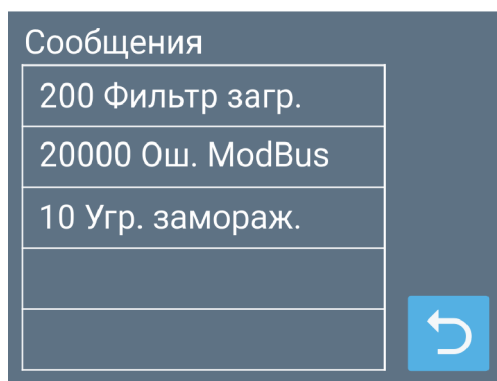 Сообщения
200 Фильтр загр.
20000 Ош. ModBus
10 Угр. замораж.